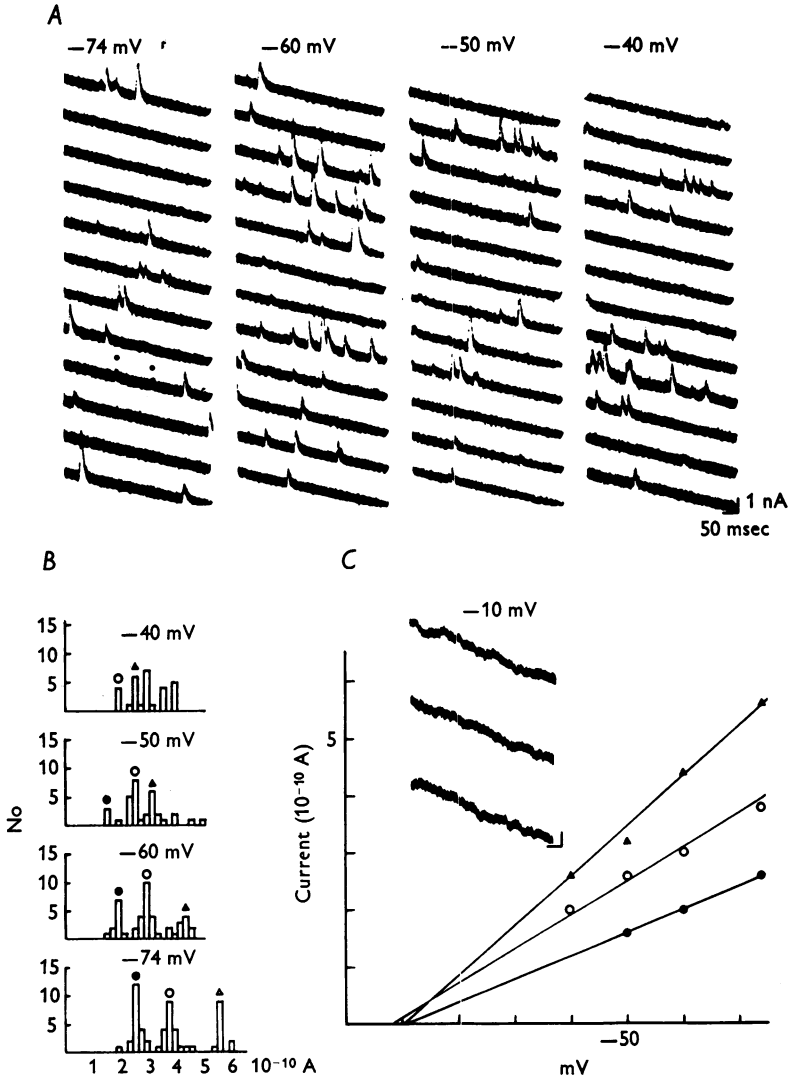 A
−74 mV −60 mV −−50 mV −40 mV
1 nA
50 msec
B
C
15
10
5
−40 mV
15
10
5
−50 mV
No
15
10
5
−60 mV
15
10
5
−74 mV
1 2 3 4 5 6 10⁻¹⁰ A
−10 mV
Current (10⁻¹⁰ A)
5
−50
mV